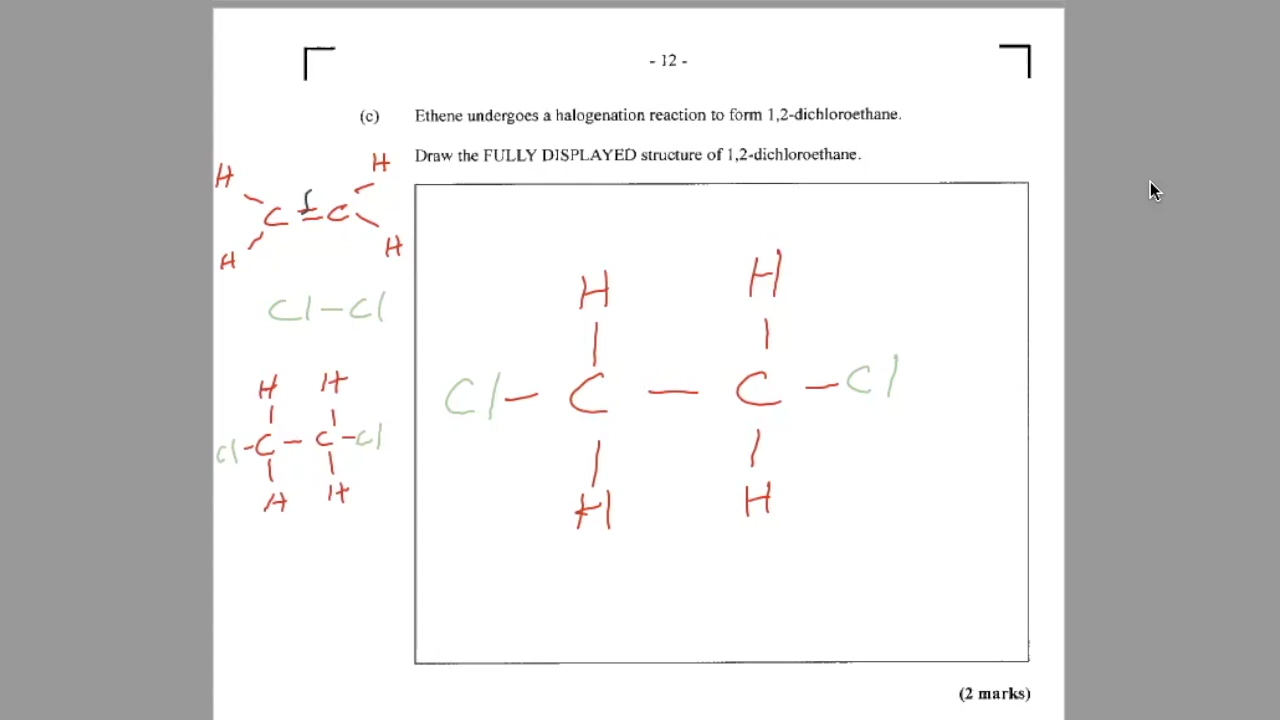 - 12 -
(c) Ethene undergoes a halogenation reaction to form 1,2-dichloroethane.
Draw the FULLY DISPLAYED structure of 1,2-dichloroethane.
H H
C = C
H H
Cl – Cl
H H
Cl - C – C - Cl
H H
H H
Cl – C — C – Cl
H H
(2 marks)